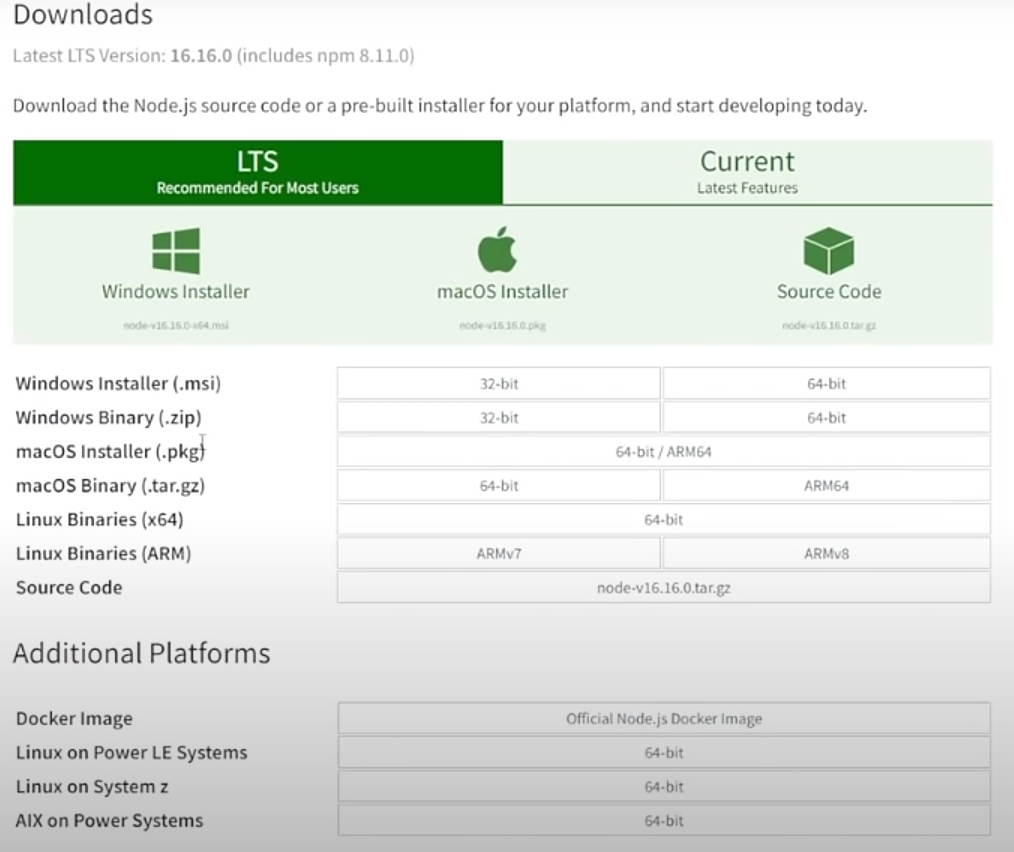 Downloads
Latest LTS Version: 16.16.0 (includes npm 8.11.0)
Download the Node.js source code or a pre-built installer for your platform, and start developing today.
LTS
Recommended For Most Users
Current
Latest Features
Windows Installer
node-v16.16.0-x64.msi
macOS Installer
node-v16.16.0.pkg
Source Code
node-v16.16.0.tar.gz
Windows Installer (.msi) 32-bit 64-bit
Windows Binary (.zip) 32-bit 64-bit
macOS Installer (.pkg) 64-bit / ARM64
macOS Binary (.tar.gz) 64-bit ARM64
Linux Binaries (x64) 64-bit
Linux Binaries (ARM) ARMv7 ARMv8
Source Code node-v16.16.0.tar.gz
Additional Platforms
Docker Image Official Node.js Docker Image
Linux on Power LE Systems 64-bit
Linux on System z 64-bit
AIX on Power Systems 64-bit